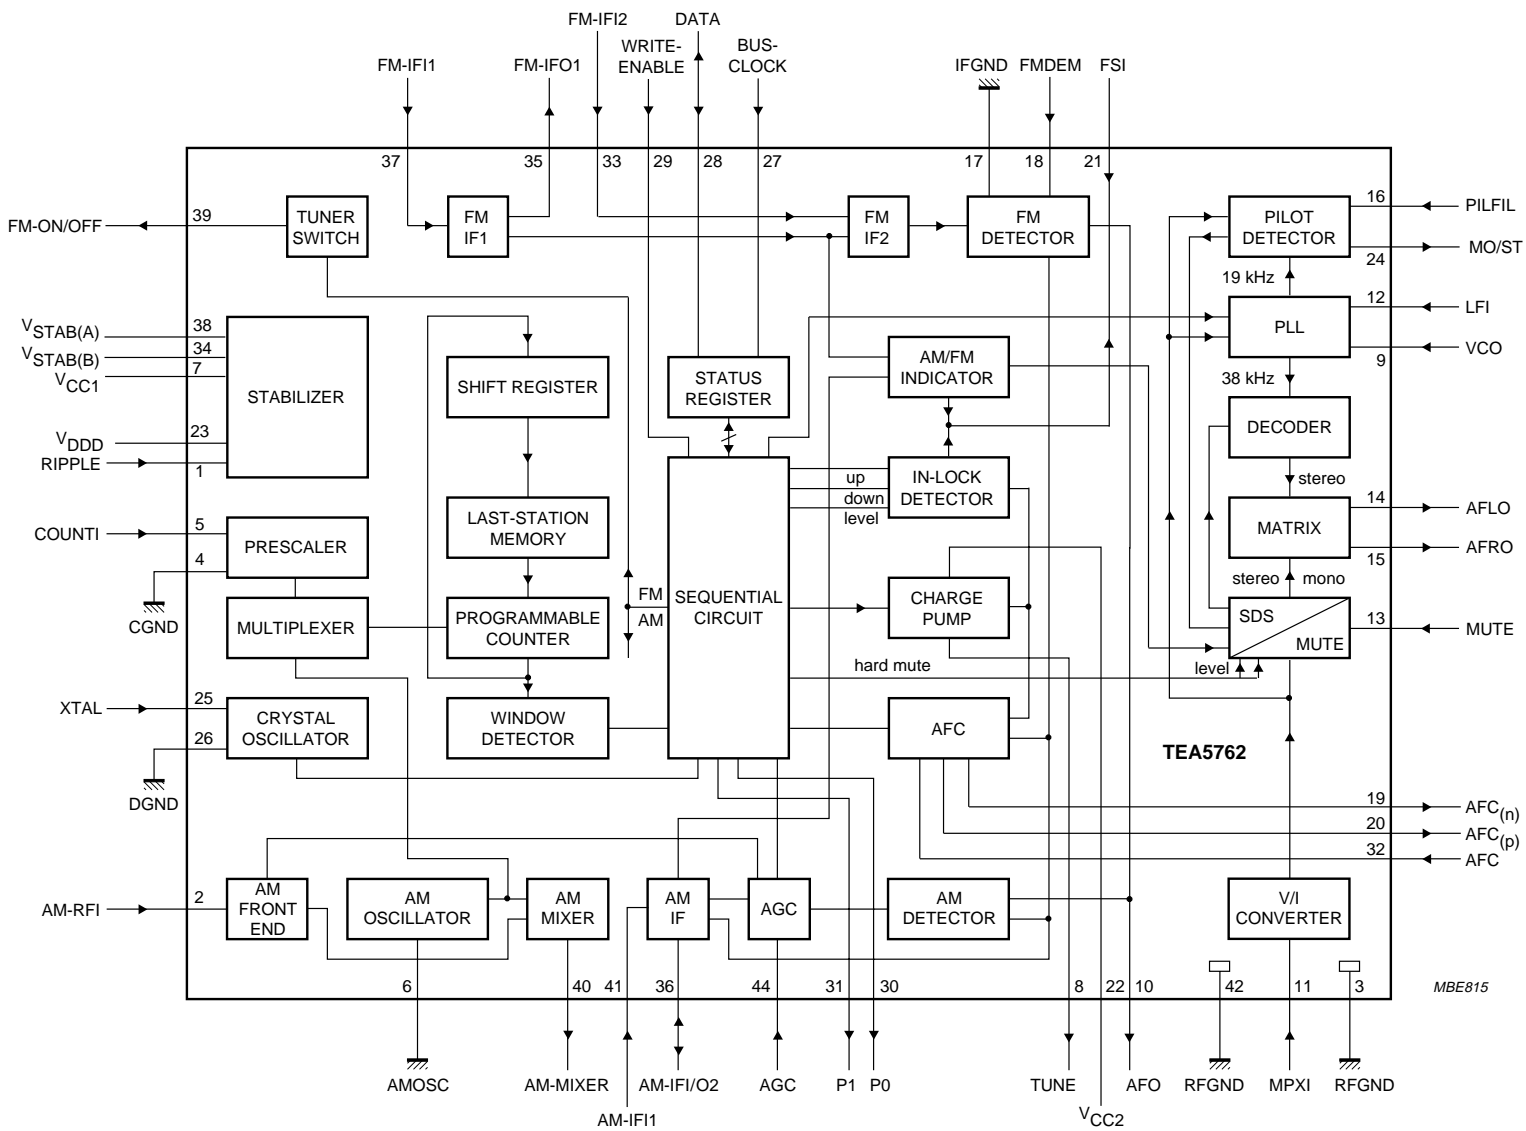 FM-IFI2 DATA
WRITE-ENABLE
BUS-CLOCK
FM-IFI1
FM-IFO1
IFGND
FMDEM
FSI
37
35
33
29
28
27
17
18
21
FM-ON/OFF
39
TUNER SWITCH
FM IF1
FM IF2
FM DETECTOR
PILOT DETECTOR
16
PILFIL
24
MO/ST
19 kHz
VSTAB(A)
38
VSTAB(B)
34
VCC1
7
STABILIZER
VDDD
23
RIPPLE
1
SHIFT REGISTER
STATUS REGISTER
AM/FM INDICATOR
PLL
12
LFI
9
VCO
38 kHz
DECODER
stereo
LAST-STATION MEMORY
up
down
level
IN-LOCK DETECTOR
MATRIX
14
AFLO
15
AFRO
stereo
mono
COUNTI
5
PRESCALER
4
CGND
MULTIPLEXER
PROGRAMMABLE COUNTER
FM
AM
SEQUENTIAL CIRCUIT
CHARGE PUMP
SDS
MUTE
13
MUTE
hard mute
level
XTAL
25
CRYSTAL OSCILLATOR
26
DGND
WINDOW DETECTOR
AFC
TEA5762
19
AFC(n)
20
AFC(p)
32
AFC
AM-RFI
2
AM FRONT END
AM OSCILLATOR
AM MIXER
AM IF
AGC
AM DETECTOR
V/I CONVERTER
6
40
41
36
44
31
30
8
22
10
42
11
3
MBE815
AMOSC
AM-MIXER
AM-IFI/O2
AGC
P1
P0
TUNE
AFO
RFGND
MPXI
RFGND
AM-IFI1
VCC2